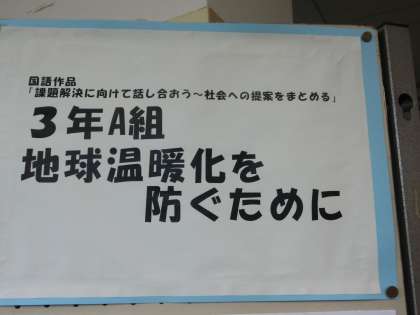 国語作品
「課題解決に向けて話し合おう～社会への提案をまとめる」
３年A組
地球温暖化を
防ぐために